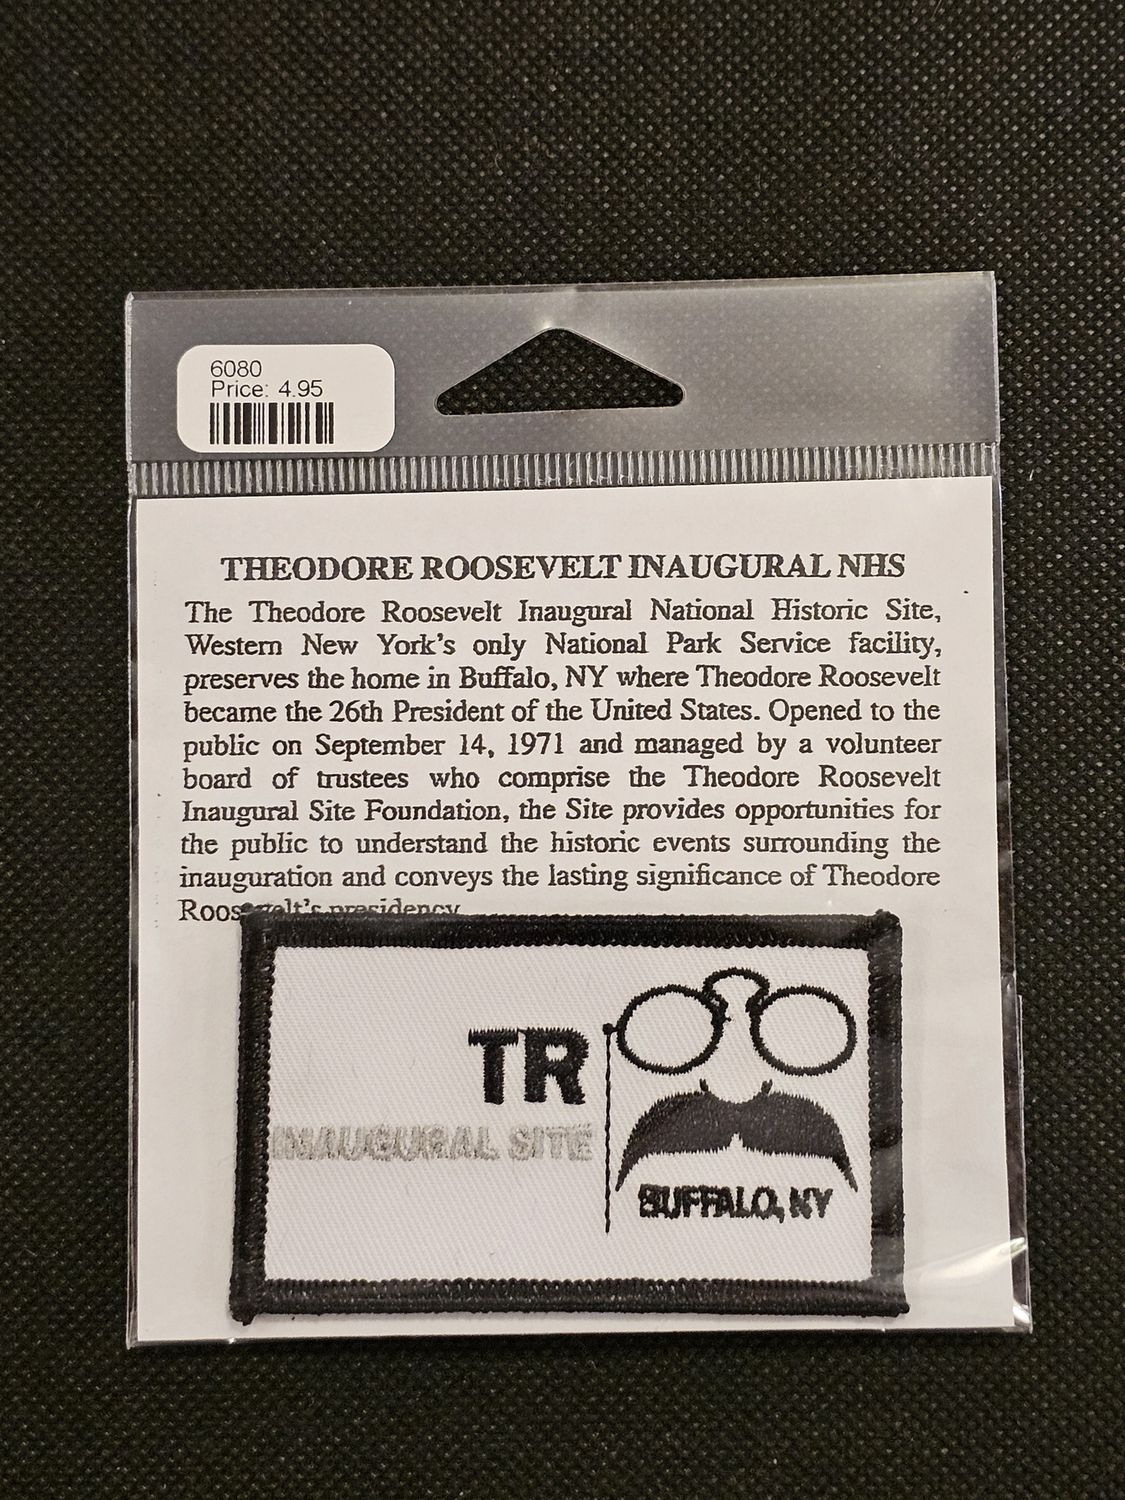 6080
Price: 4.95
THEODORE ROOSEVELT INAUGURAL NHS
The Theodore Roosevelt Inaugural National Historic Site,
Western New York's only National Park Service facility,
preserves the home in Buffalo, NY where Theodore Roosevelt
became the 26th President of the United States. Opened to the
public on September 14, 1971 and managed by a volunteer
board of trustees who comprise the Theodore Roosevelt
Inaugural Site Foundation, the Site provides opportunities for
the public to understand the historic events surrounding the
inauguration and conveys the lasting significance of Theodore
Roosevelt's presidency
TR
INAUGURAL SITE
BUFFALO, NY